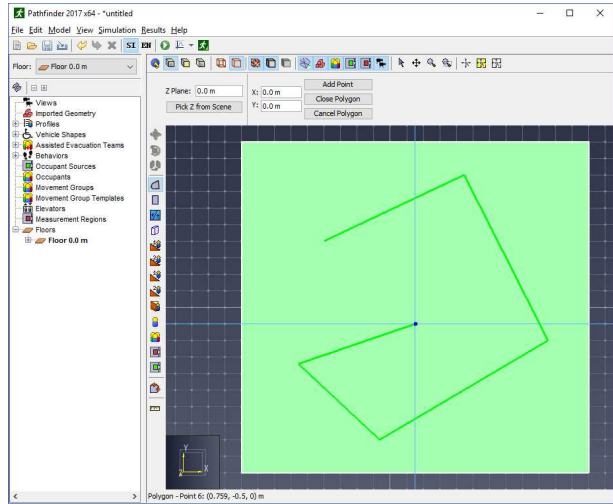 Pathfinder 2017 x64 - *untitled
File Edit Model View Simulation Results Help
SI EN
Floor: Floor 0.0 m
Z Plane: 0.0 m
Pick Z from Scene
X: 0.0 m
Y: 0.0 m
Add Point
Close Polygon
Cancel Polygon
Views
Imported Geometry
Profiles
Vehicle Shapes
Assisted Evacuation Teams
Behaviors
Occupant Sources
Occupants
Movement Groups
Movement Group Templates
Elevators
Measurement Regions
Floors
Floor 0.0 m
Y
Z X
Polygon - Point 6: (0.759, -0.5, 0) m